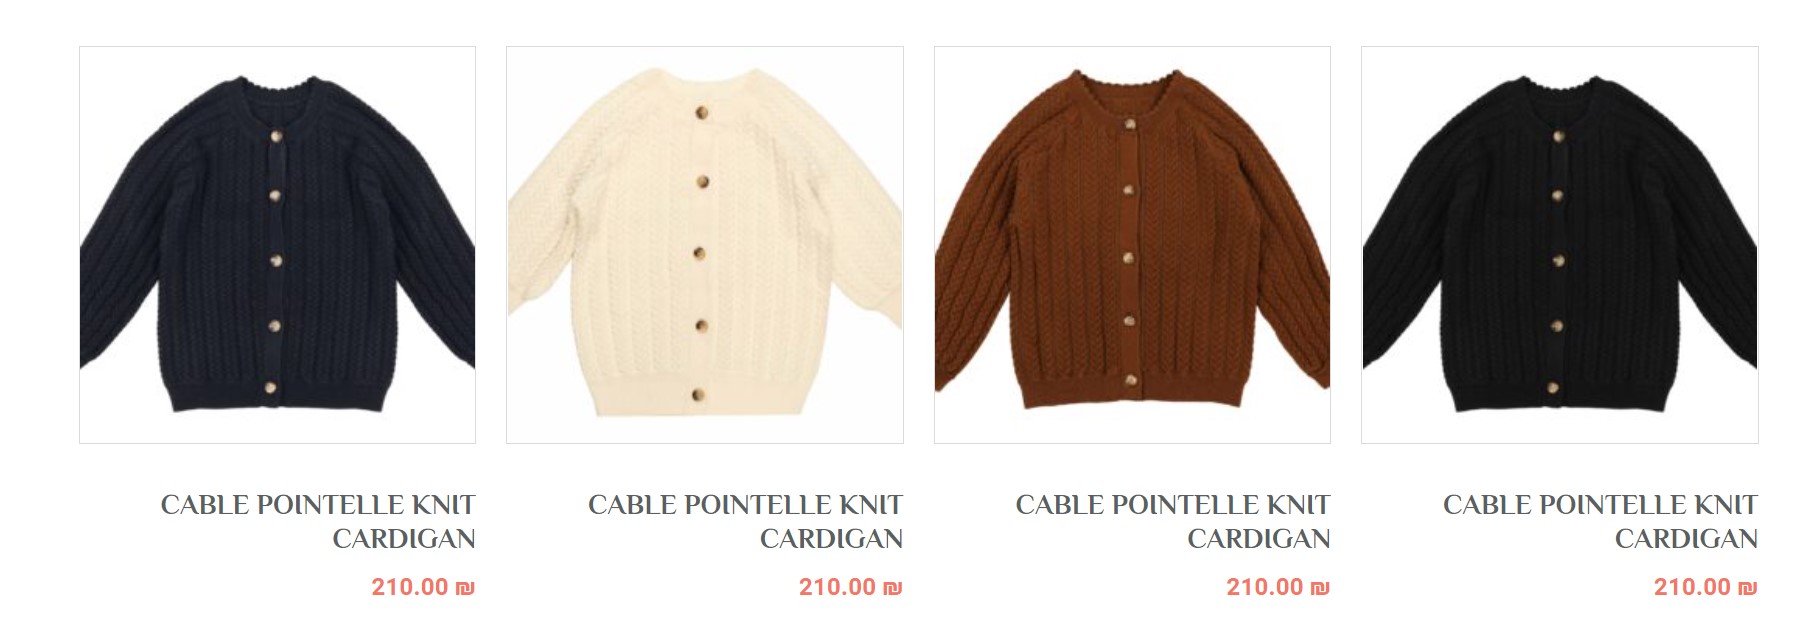 CABLE POINTELLE KNIT
CARDIGAN
210.00 ₪
CABLE POINTELLE KNIT
CARDIGAN
210.00 ₪
CABLE POINTELLE KNIT
CARDIGAN
210.00 ₪
CABLE POINTELLE KNIT
CARDIGAN
210.00 ₪